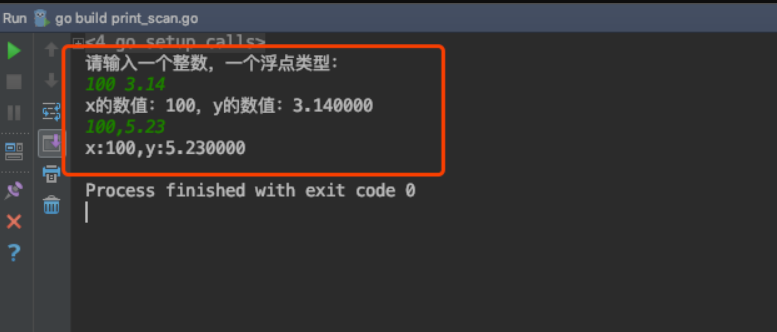 Run go build print_scan.go
<4 go setup calls>
请输入一个整数，一个浮点类型：
100 3.14
x的数值：100，y的数值：3.140000
100,5.23
x:100,y:5.230000
Process finished with exit code 0